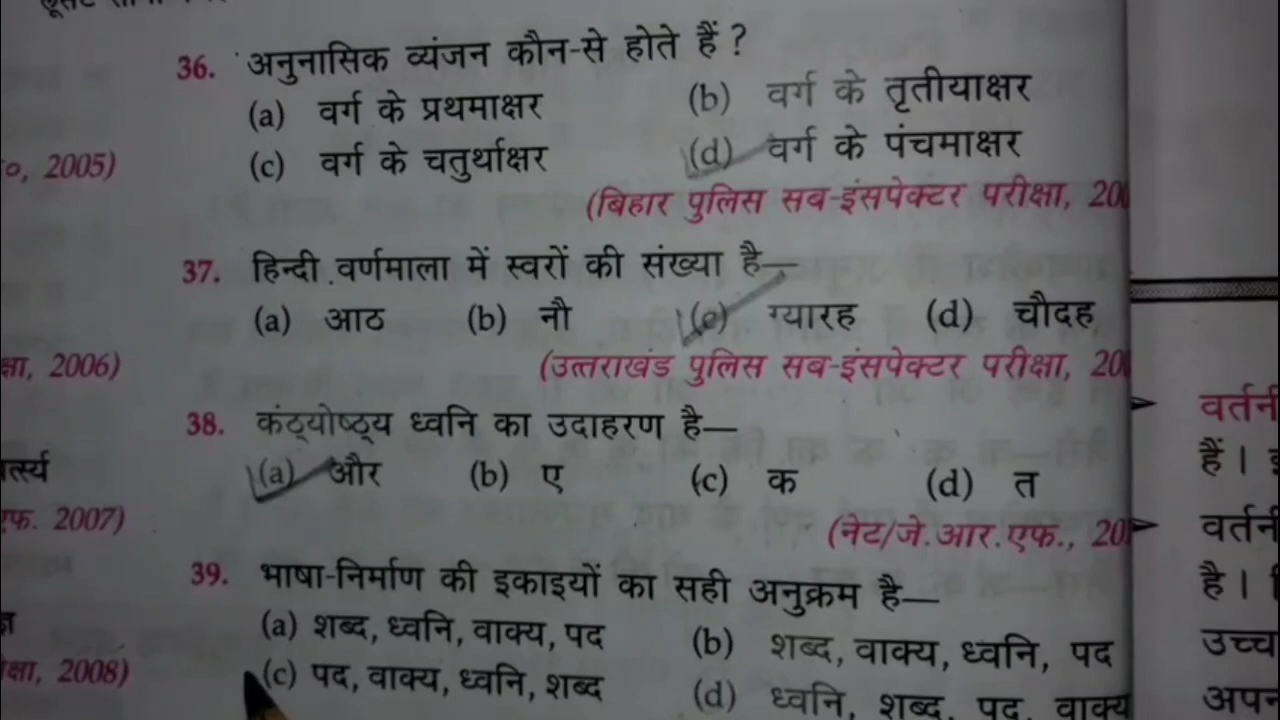 36. अनुनासिक व्यंजन कौन-से होते हैं ?
(a) वर्ग के प्रथमाक्षर (b) वर्ग के तृतीयाक्षर
(c) वर्ग के चतुर्थाक्षर (d) वर्ग के पंचमाक्षर
(बिहार पुलिस सब-इंसपेक्टर परीक्षा, 20
37. हिन्दी वर्णमाला में स्वरों की संख्या है—
(a) आठ (b) नौ (c) ग्यारह (d) चौदह
(उत्तराखंड पुलिस सब-इंसपेक्टर परीक्षा, 20
38. कंठ्योष्ठ्य ध्वनि का उदाहरण है—
(a) और (b) ए (c) क (d) त
(नेट/जे.आर.एफ., 20
39. भाषा-निर्माण की इकाइयों का सही अनुक्रम है—
(a) शब्द, ध्वनि, वाक्य, पद (b) शब्द, वाक्य, ध्वनि, पद
(c) पद, वाक्य, ध्वनि, शब्द (d) ध्वनि, शब्द, पद, वाक्य
2005)
2006)
2007)
2008)
वर्तनी
हैं।
वर्तनी
है।
उच्च
अपन